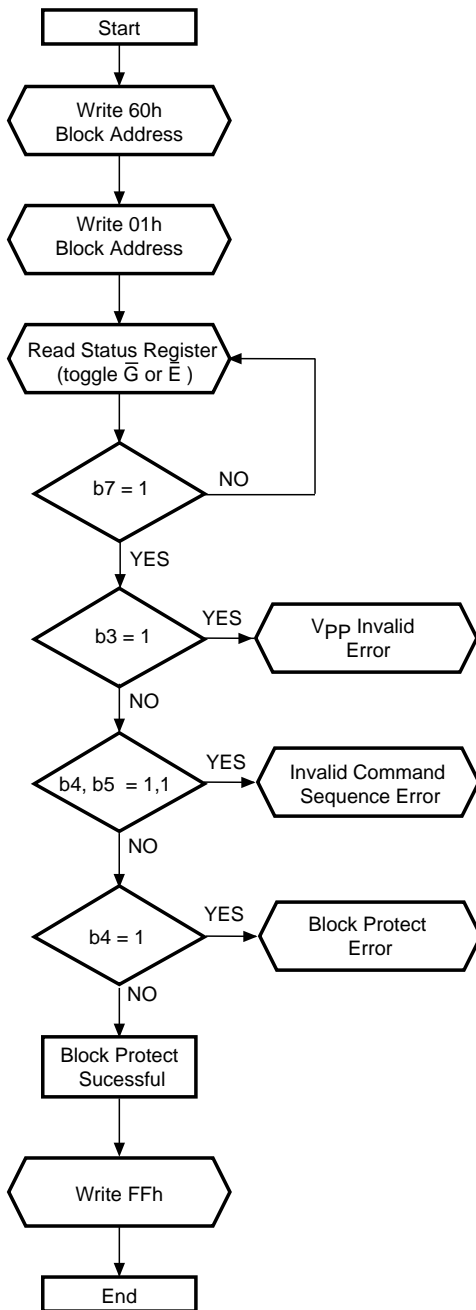 Start
Write 60h
Block Address
Write 01h
Block Address
Read Status Register
(toggle G̅ or E̅ )
b7 = 1
NO
YES
b3 = 1
YES
VPP Invalid
Error
NO
b4, b5 = 1,1
YES
Invalid Command
Sequence Error
NO
b4 = 1
YES
Block Protect
Error
NO
Block Protect
Sucessful
Write FFh
End